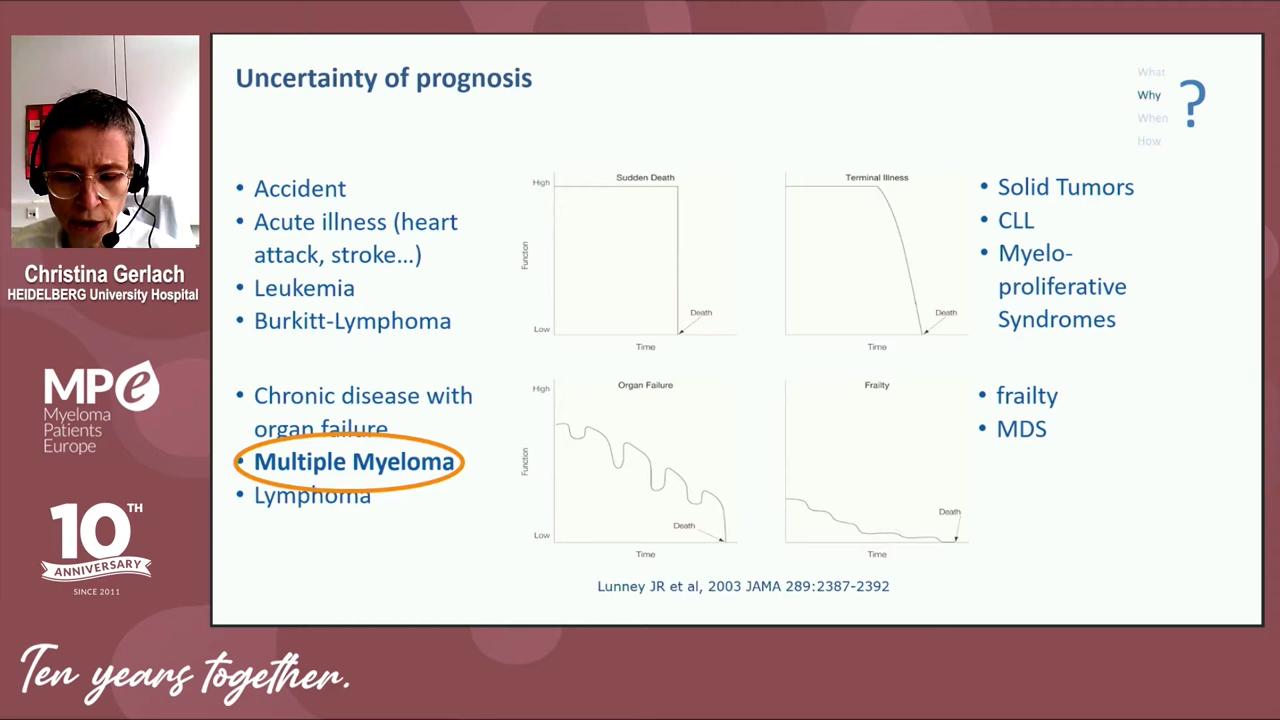 Uncertainty of prognosis
What
Why
When
How
?
• Accident
• Acute illness (heart
attack, stroke...)
• Leukemia
• Burkitt-Lymphoma
Sudden Death
High
Function
Low
Death
Time
Terminal Illness
Death
Time
• Solid Tumors
• CLL
• Myelo-
proliferative
Syndromes
• Chronic disease with
organ failure
• Multiple Myeloma
• Lymphoma
Organ Failure
High
Function
Low
Death
Time
Frailty
Death
Time
• frailty
• MDS
Lunney JR et al, 2003 JAMA 289:2387-2392
Christina Gerlach
HEIDELBERG University Hospital
MPe
Myeloma
Patients
Europe
10TH
ANNIVERSARY
SINCE 2011
Ten years together.